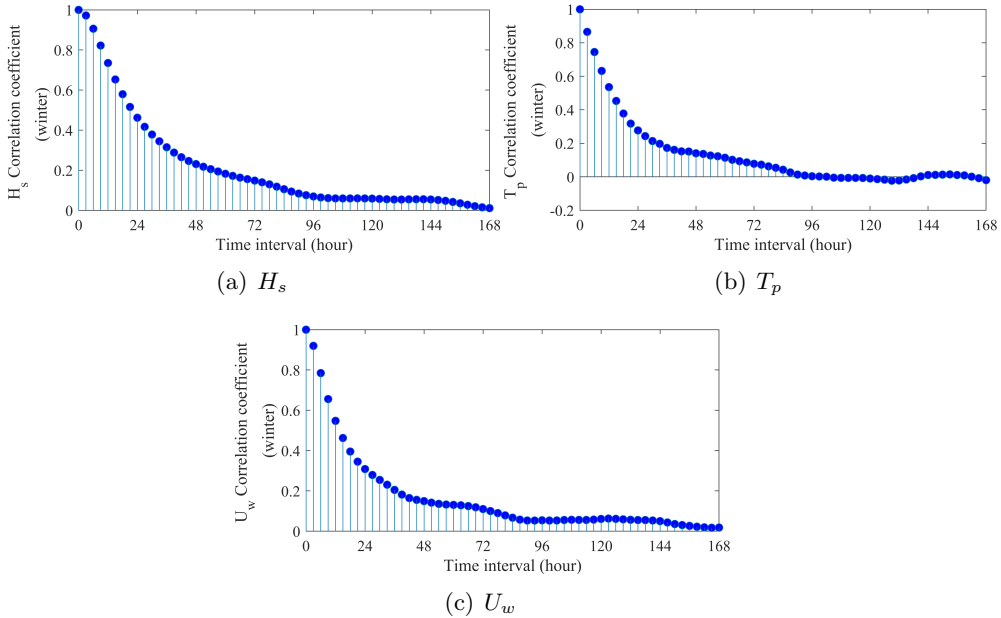 H_s Correlation coefficient
(winter)
1
0.8
0.6
0.4
0.2
0
0 24 48 72 96 120 144 168
Time interval (hour)
(a) H_s
T_p Correlation coefficient
(winter)
1
0.8
0.6
0.4
0.2
0
-0.2
0 24 48 72 96 120 144 168
Time interval (hour)
(b) T_p
U_w Correlation coefficient
(winter)
1
0.8
0.6
0.4
0.2
0
0 24 48 72 96 120 144 168
Time interval (hour)
(c) U_w